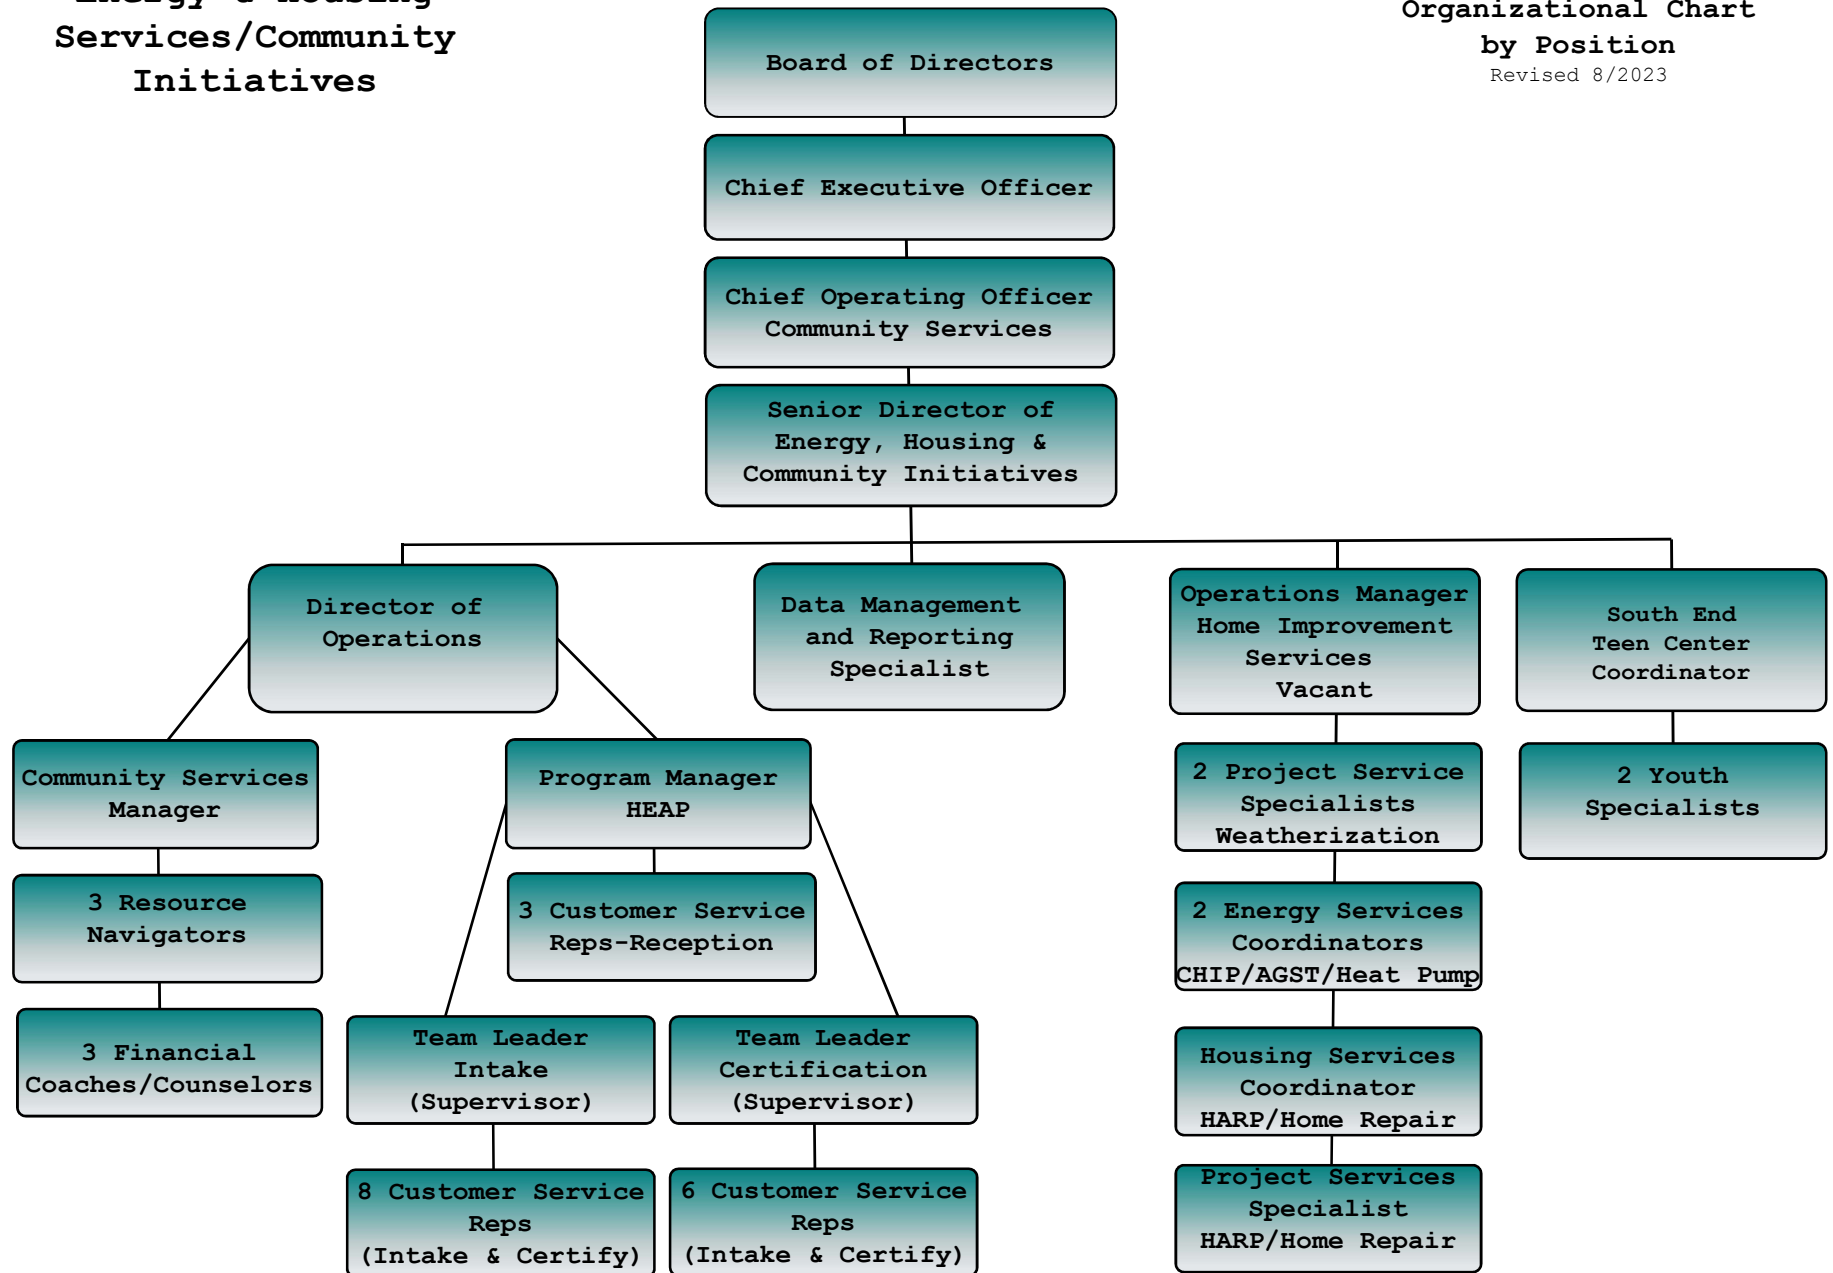 Energy & Housing
Services/Community
Initiatives
Organizational Chart
by Position
Revised 8/2023
Board of Directors
Chief Executive Officer
Chief Operating Officer
Community Services
Senior Director of
Energy, Housing &
Community Initiatives
Director of
Operations
Data Management
and Reporting
Specialist
Operations Manager
Home Improvement
Services
Vacant
South End
Teen Center
Coordinator
Community Services
Manager
Program Manager
HEAP
2 Project Service
Specialists
Weatherization
2 Youth
Specialists
3 Resource
Navigators
3 Customer Service
Reps-Reception
2 Energy Services
Coordinators
CHIP/AGST/Heat Pump
3 Financial
Coaches/Counselors
Team Leader
Intake
(Supervisor)
Team Leader
Certification
(Supervisor)
Housing Services
Coordinator
HARP/Home Repair
8 Customer Service
Reps
(Intake & Certify)
6 Customer Service
Reps
(Intake & Certify)
Project Services
Specialist
HARP/Home Repair